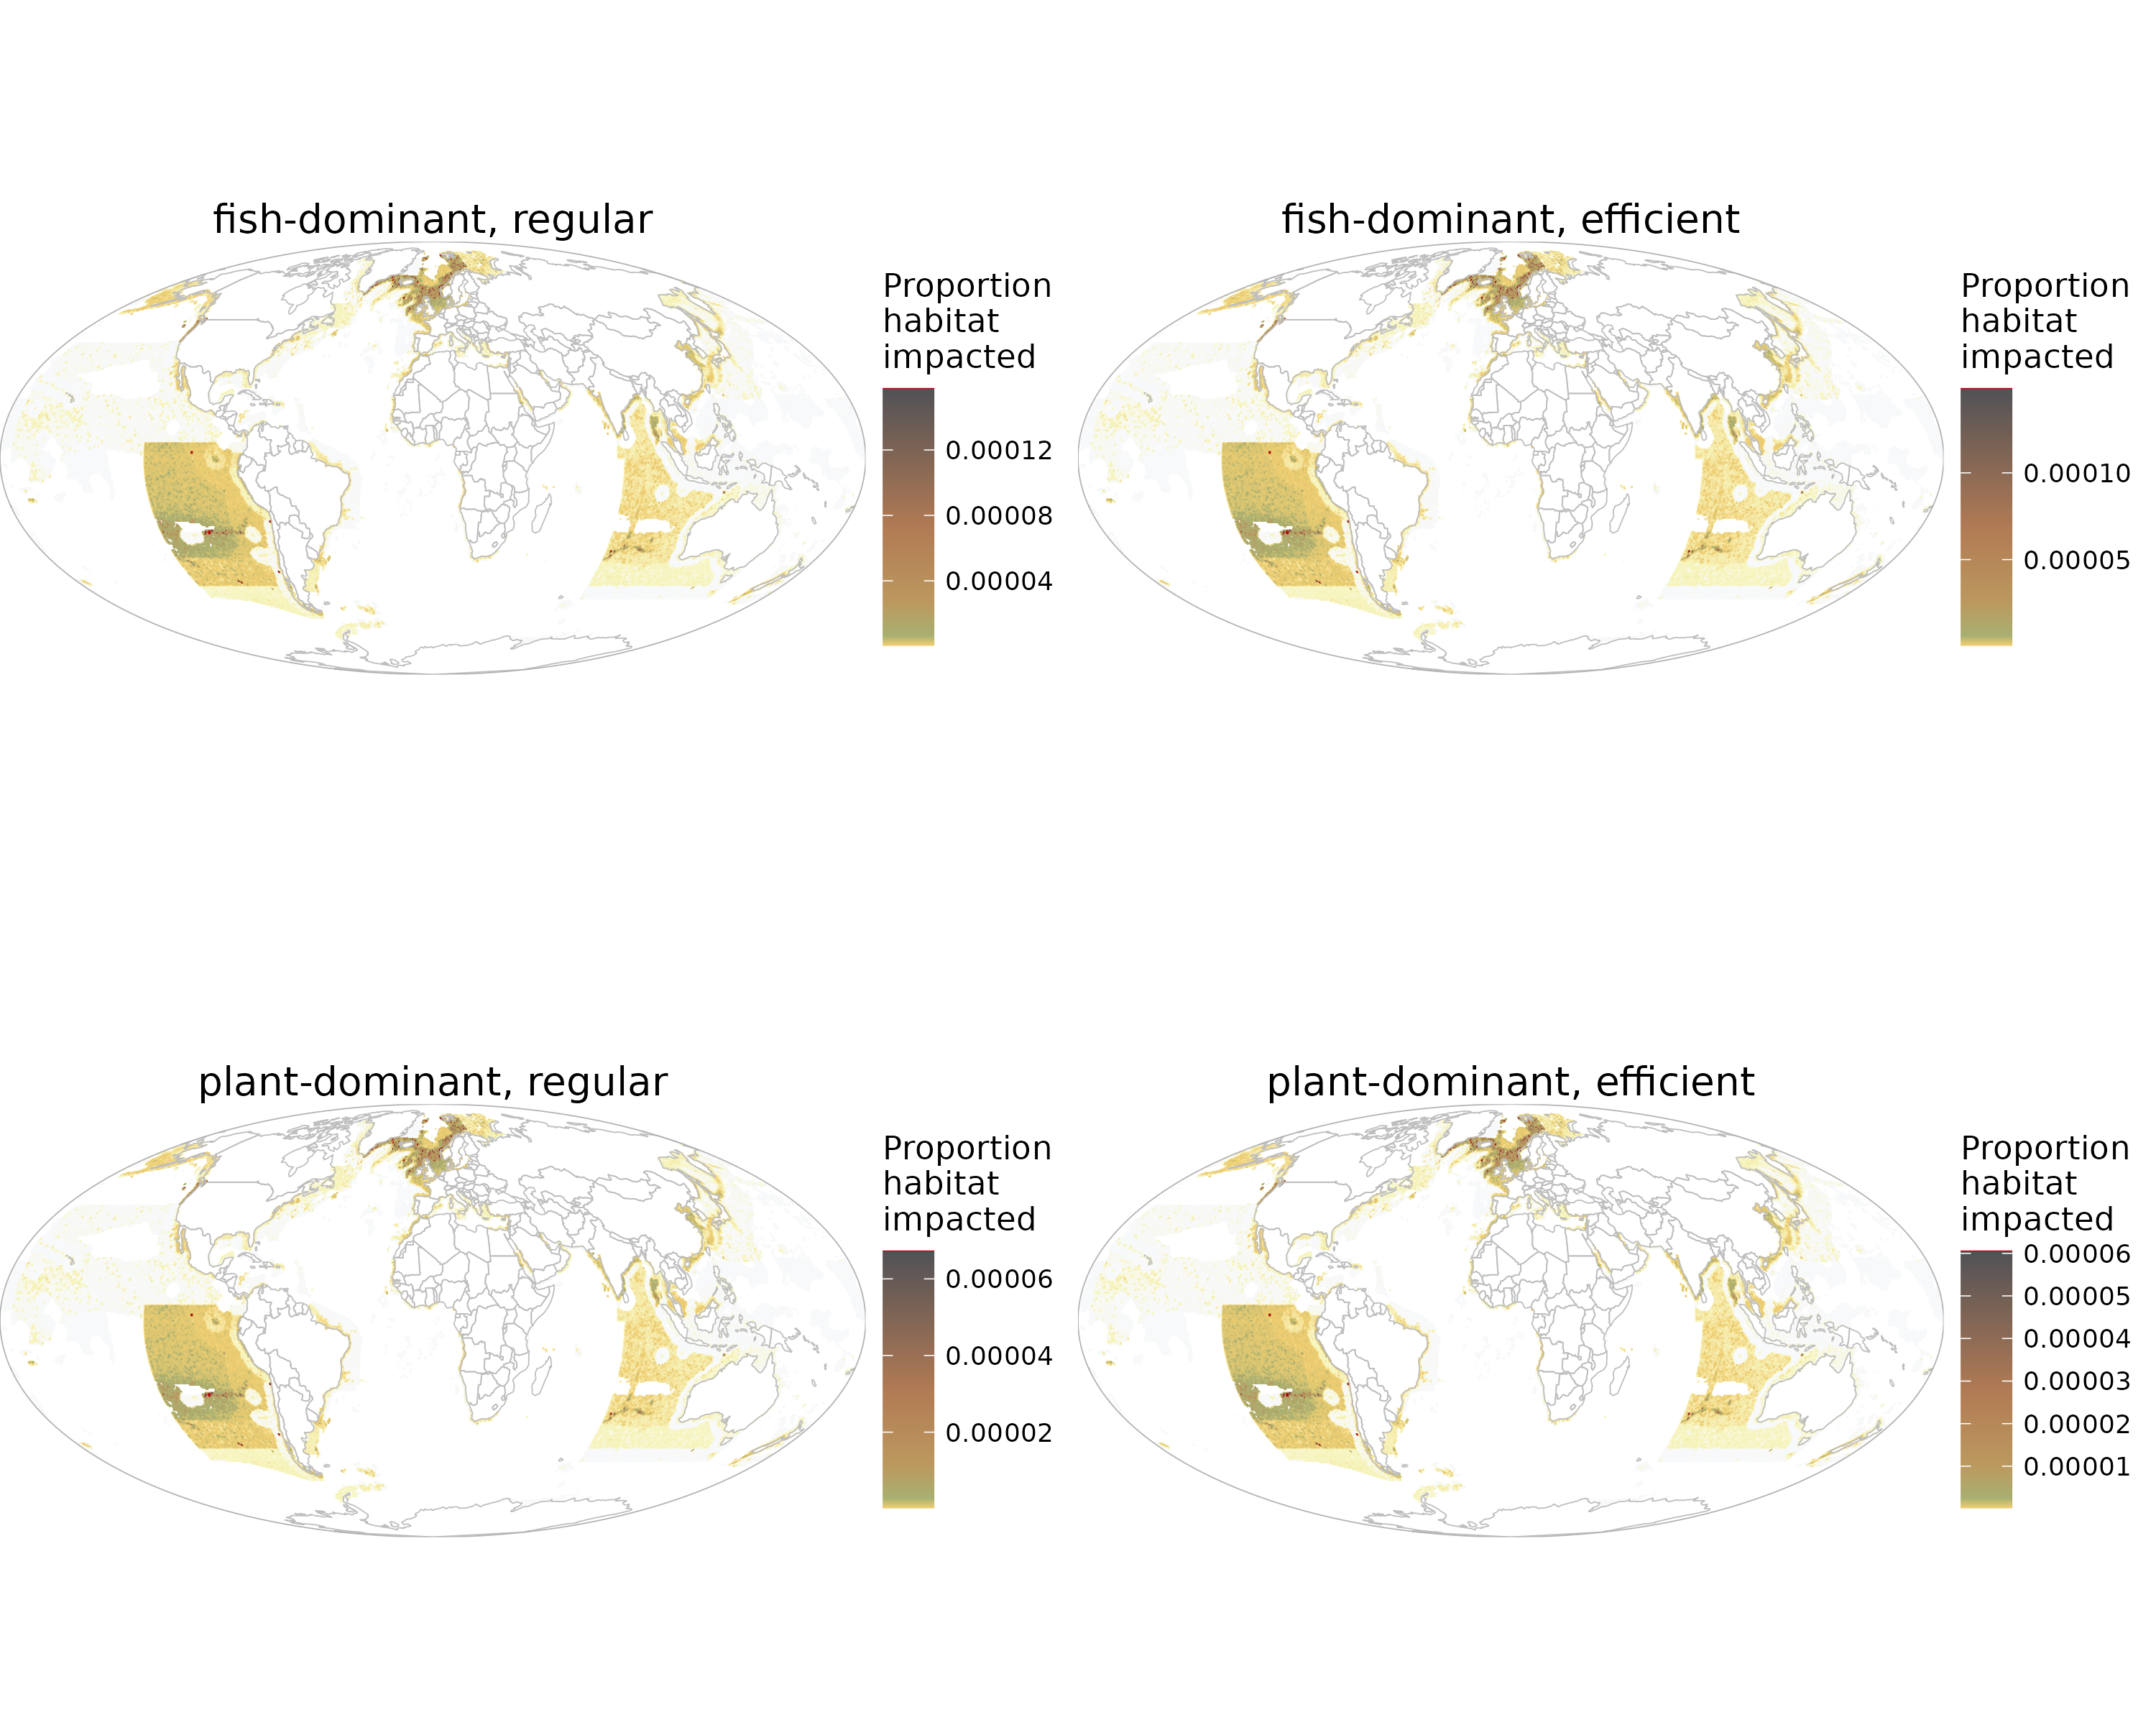 fish-dominant, regular
Proportion
habitat
impacted
0.00012
0.00008
0.00004
fish-dominant, efficient
Proportion
habitat
impacted
0.00010
0.00005
plant-dominant, regular
Proportion
habitat
impacted
0.00006
0.00004
0.00002
plant-dominant, efficient
Proportion
habitat
impacted
0.00006
0.00005
0.00004
0.00003
0.00002
0.00001